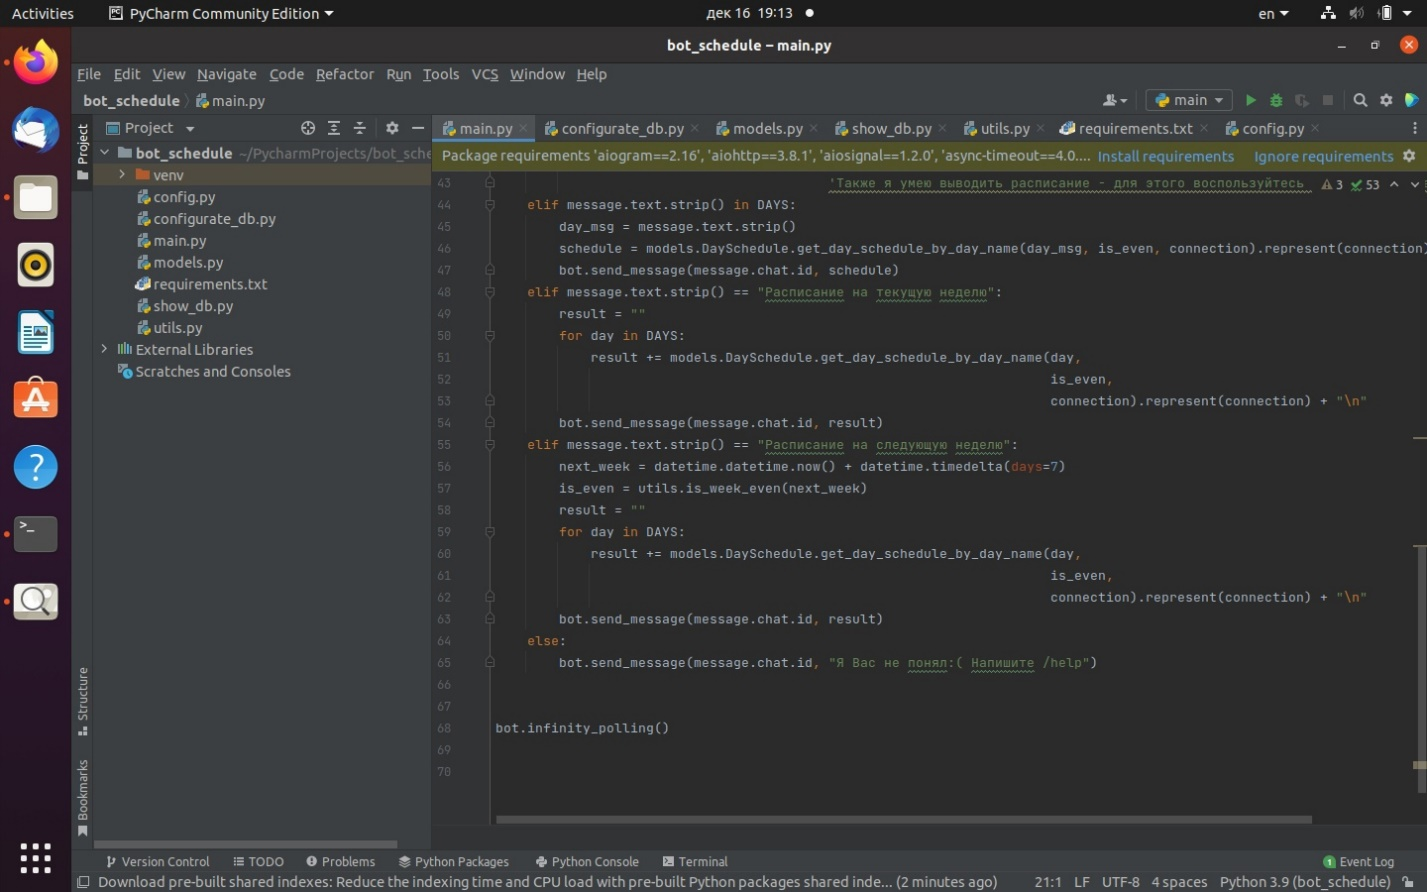 Activities PyCharm Community Edition дек 16 19:13 en
bot_schedule – main.py
File Edit View Navigate Code Refactor Run Tools VCS Window Help
bot_schedule main.py main
Project
Project
main.py configurate_db.py models.py show_db.py utils.py requirements.txt config.py
bot_schedule ~/PycharmProjects/bot_sche
venv
config.py
configurate_db.py
main.py
models.py
requirements.txt
show_db.py
utils.py
External Libraries
Scratches and Consoles
Package requirements 'aiogram==2.16', 'aiohttp==3.8.1', 'aiosignal==1.2.0', 'async-timeout==4.0.... Install requirements Ignore requirements
43 'Также я умею выводить расписание - для этого воспользуйтесь 3 53
44 elif message.text.strip() in DAYS:
45 day_msg = message.text.strip()
46 schedule = models.DaySchedule.get_day_schedule_by_day_name(day_msg, is_even, connection).represent(connection)
47 bot.send_message(message.chat.id, schedule)
48 elif message.text.strip() == "Расписание на текущую неделю":
49 result = ""
50 for day in DAYS:
51 result += models.DaySchedule.get_day_schedule_by_day_name(day,
52 is_even,
53 connection).represent(connection) + "\n"
54 bot.send_message(message.chat.id, result)
55 elif message.text.strip() == "Расписание на следующую неделю":
56 next_week = datetime.datetime.now() + datetime.timedelta(days=7)
57 is_even = utils.is_week_even(next_week)
58 result = ""
59 for day in DAYS:
60 result += models.DaySchedule.get_day_schedule_by_day_name(day,
61 is_even,
62 connection).represent(connection) + "\n"
63 bot.send_message(message.chat.id, result)
64 else:
65 bot.send_message(message.chat.id, "Я Вас не понял:( Напишите /help")
66
67
68 bot.infinity_polling()
69
70
Structure
Bookmarks
Version Control TODO Problems Python Packages Python Console Terminal 1 Event Log
Download pre-built shared indexes: Reduce the indexing time and CPU load with pre-built Python packages shared inde... (2 minutes ago) 21:1 LF UTF-8 4 spaces Python 3.9 (bot_schedule)